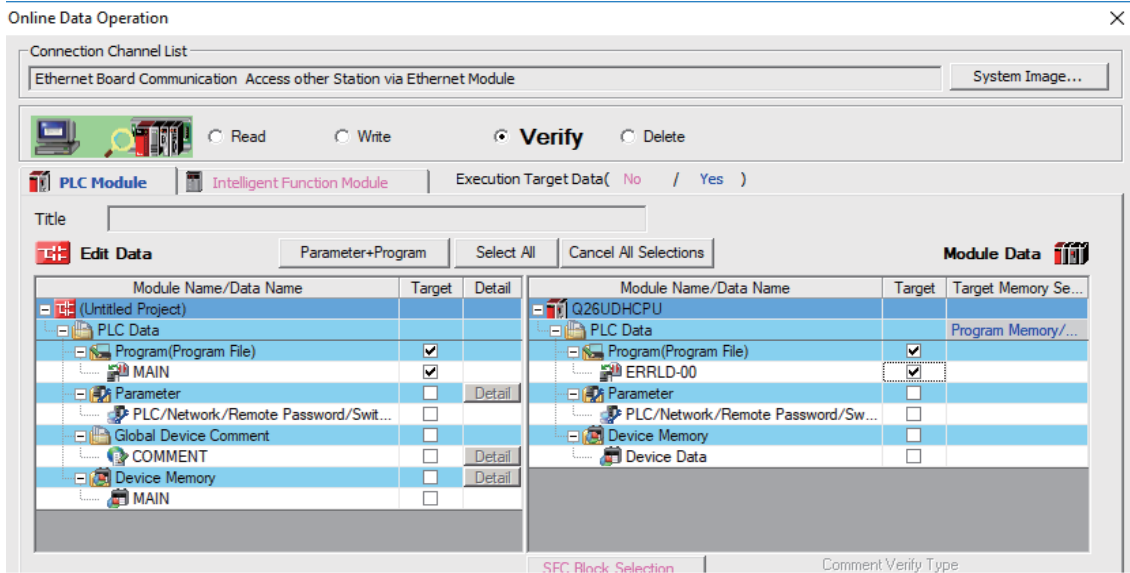 Online Data Operation
Connection Channel List
Ethernet Board Communication Access other Station via Ethernet Module
System Image...
Read Write Verify Delete
PLC Module Intelligent Function Module Execution Target Data( No / Yes )
Title
Edit Data Parameter+Program Select All Cancel All Selections Module Data
Module Name/Data Name Target Detail Module Name/Data Name Target Target Memory Se...
(Untitled Project) Q26UDHCPU
PLC Data PLC Data Program Memory/...
Program(Program File) Program(Program File)
MAIN ERRLD-00
Parameter Detail Parameter
PLC/Network/Remote Password/Swit... PLC/Network/Remote Password/Sw...
Global Device Comment Device Memory
COMMENT Detail Device Data
Device Memory Detail
MAIN
SFC Block Selection Comment Verify Type